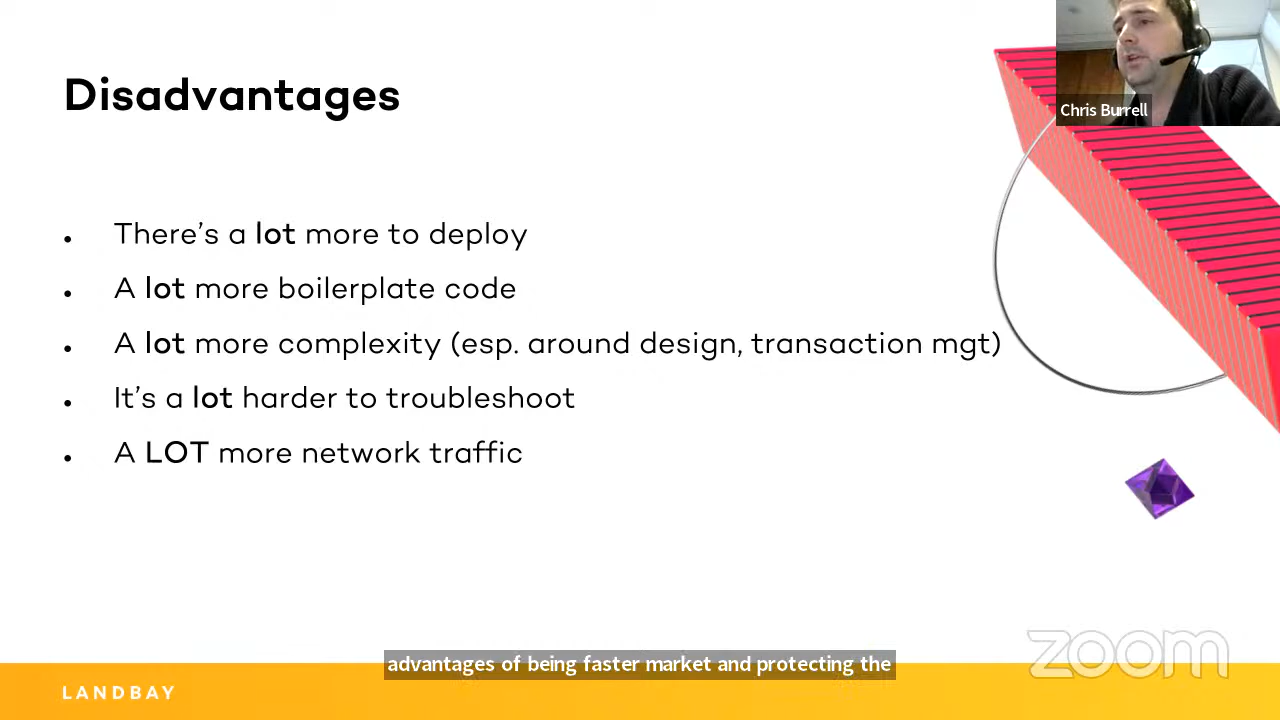 Disadvantages
Chris Burrell
• There's a lot more to deploy
• A lot more boilerplate code
• A lot more complexity (esp. around design, transaction mgt)
• It's a lot harder to troubleshoot
• A LOT more network traffic
zoom
advantages of being faster market and protecting the
LANDBAY